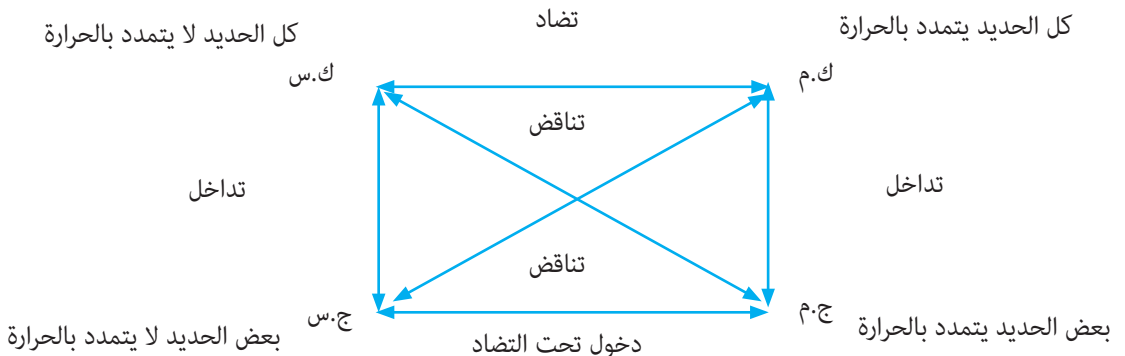 تضاد
كل الحديد يتمدد بالحرارة
كل الحديد لا يتمدد بالحرارة
ك.م
ك.س
تناقض
تداخل
تداخل
تناقض
ج.م
ج.س
بعض الحديد يتمدد بالحرارة
بعض الحديد لا يتمدد بالحرارة
دخول تحت التضاد